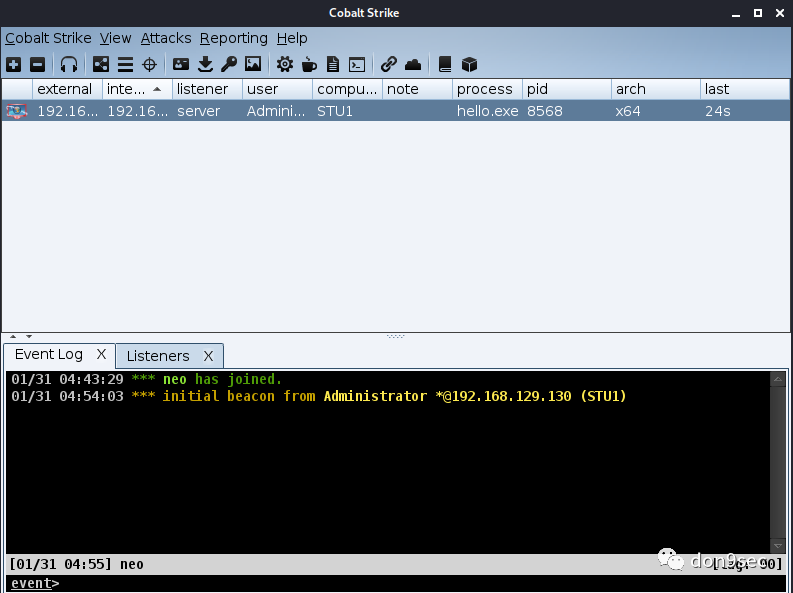 Cobalt Strike
Cobalt Strike View Attacks Reporting Help
external inte... listener user compu... note process pid arch last
192.16... 192.16... server Admini... STU1 hello.exe 8568 x64 24s
Event Log X Listeners X
01/31 04:43:29 *** neo has joined.
01/31 04:54:03 *** initial beacon from Administrator *@192.168.129.130 (STU1)
[01/31 04:55] neo
don9sec
event>